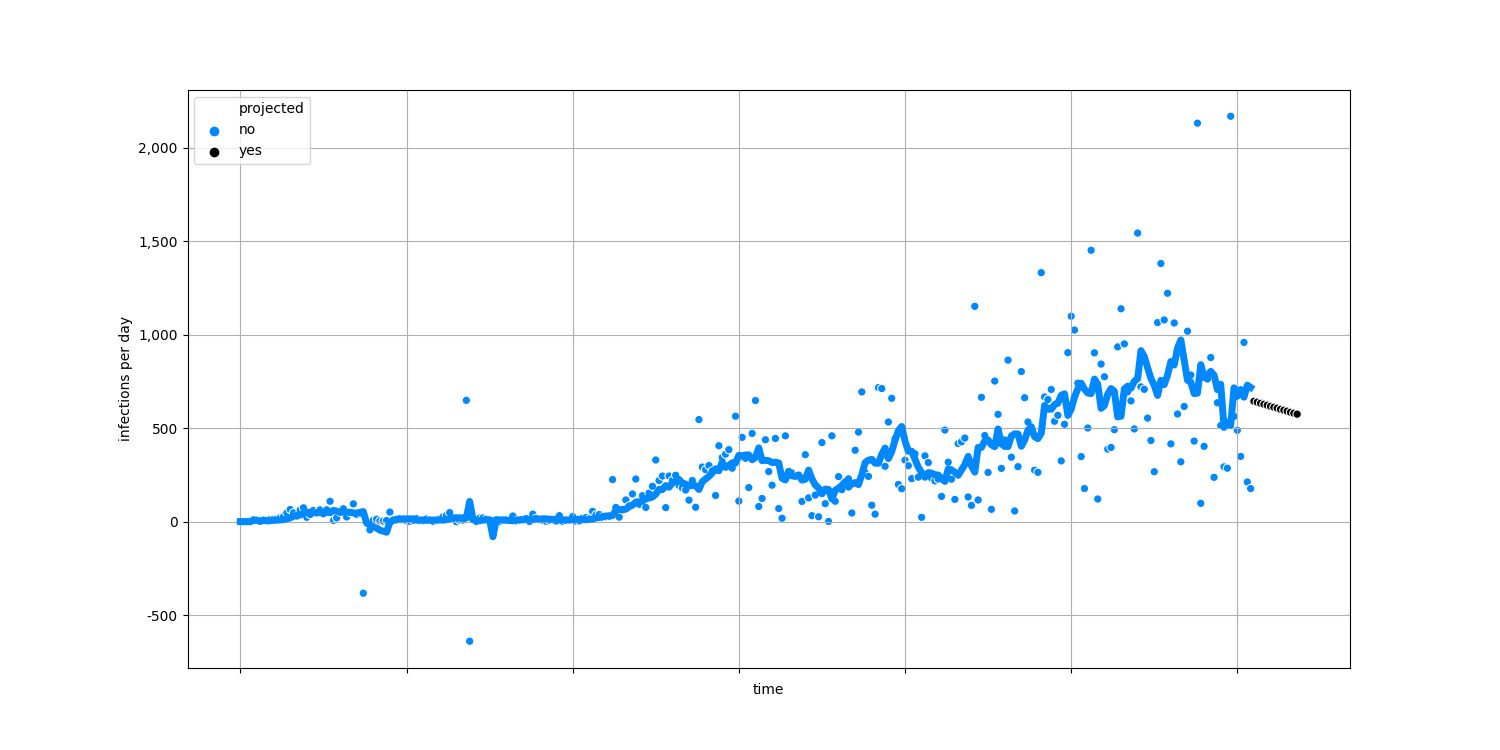 projected
no
yes
2,000
1,500
1,000
500
0
-500
infections per day
time